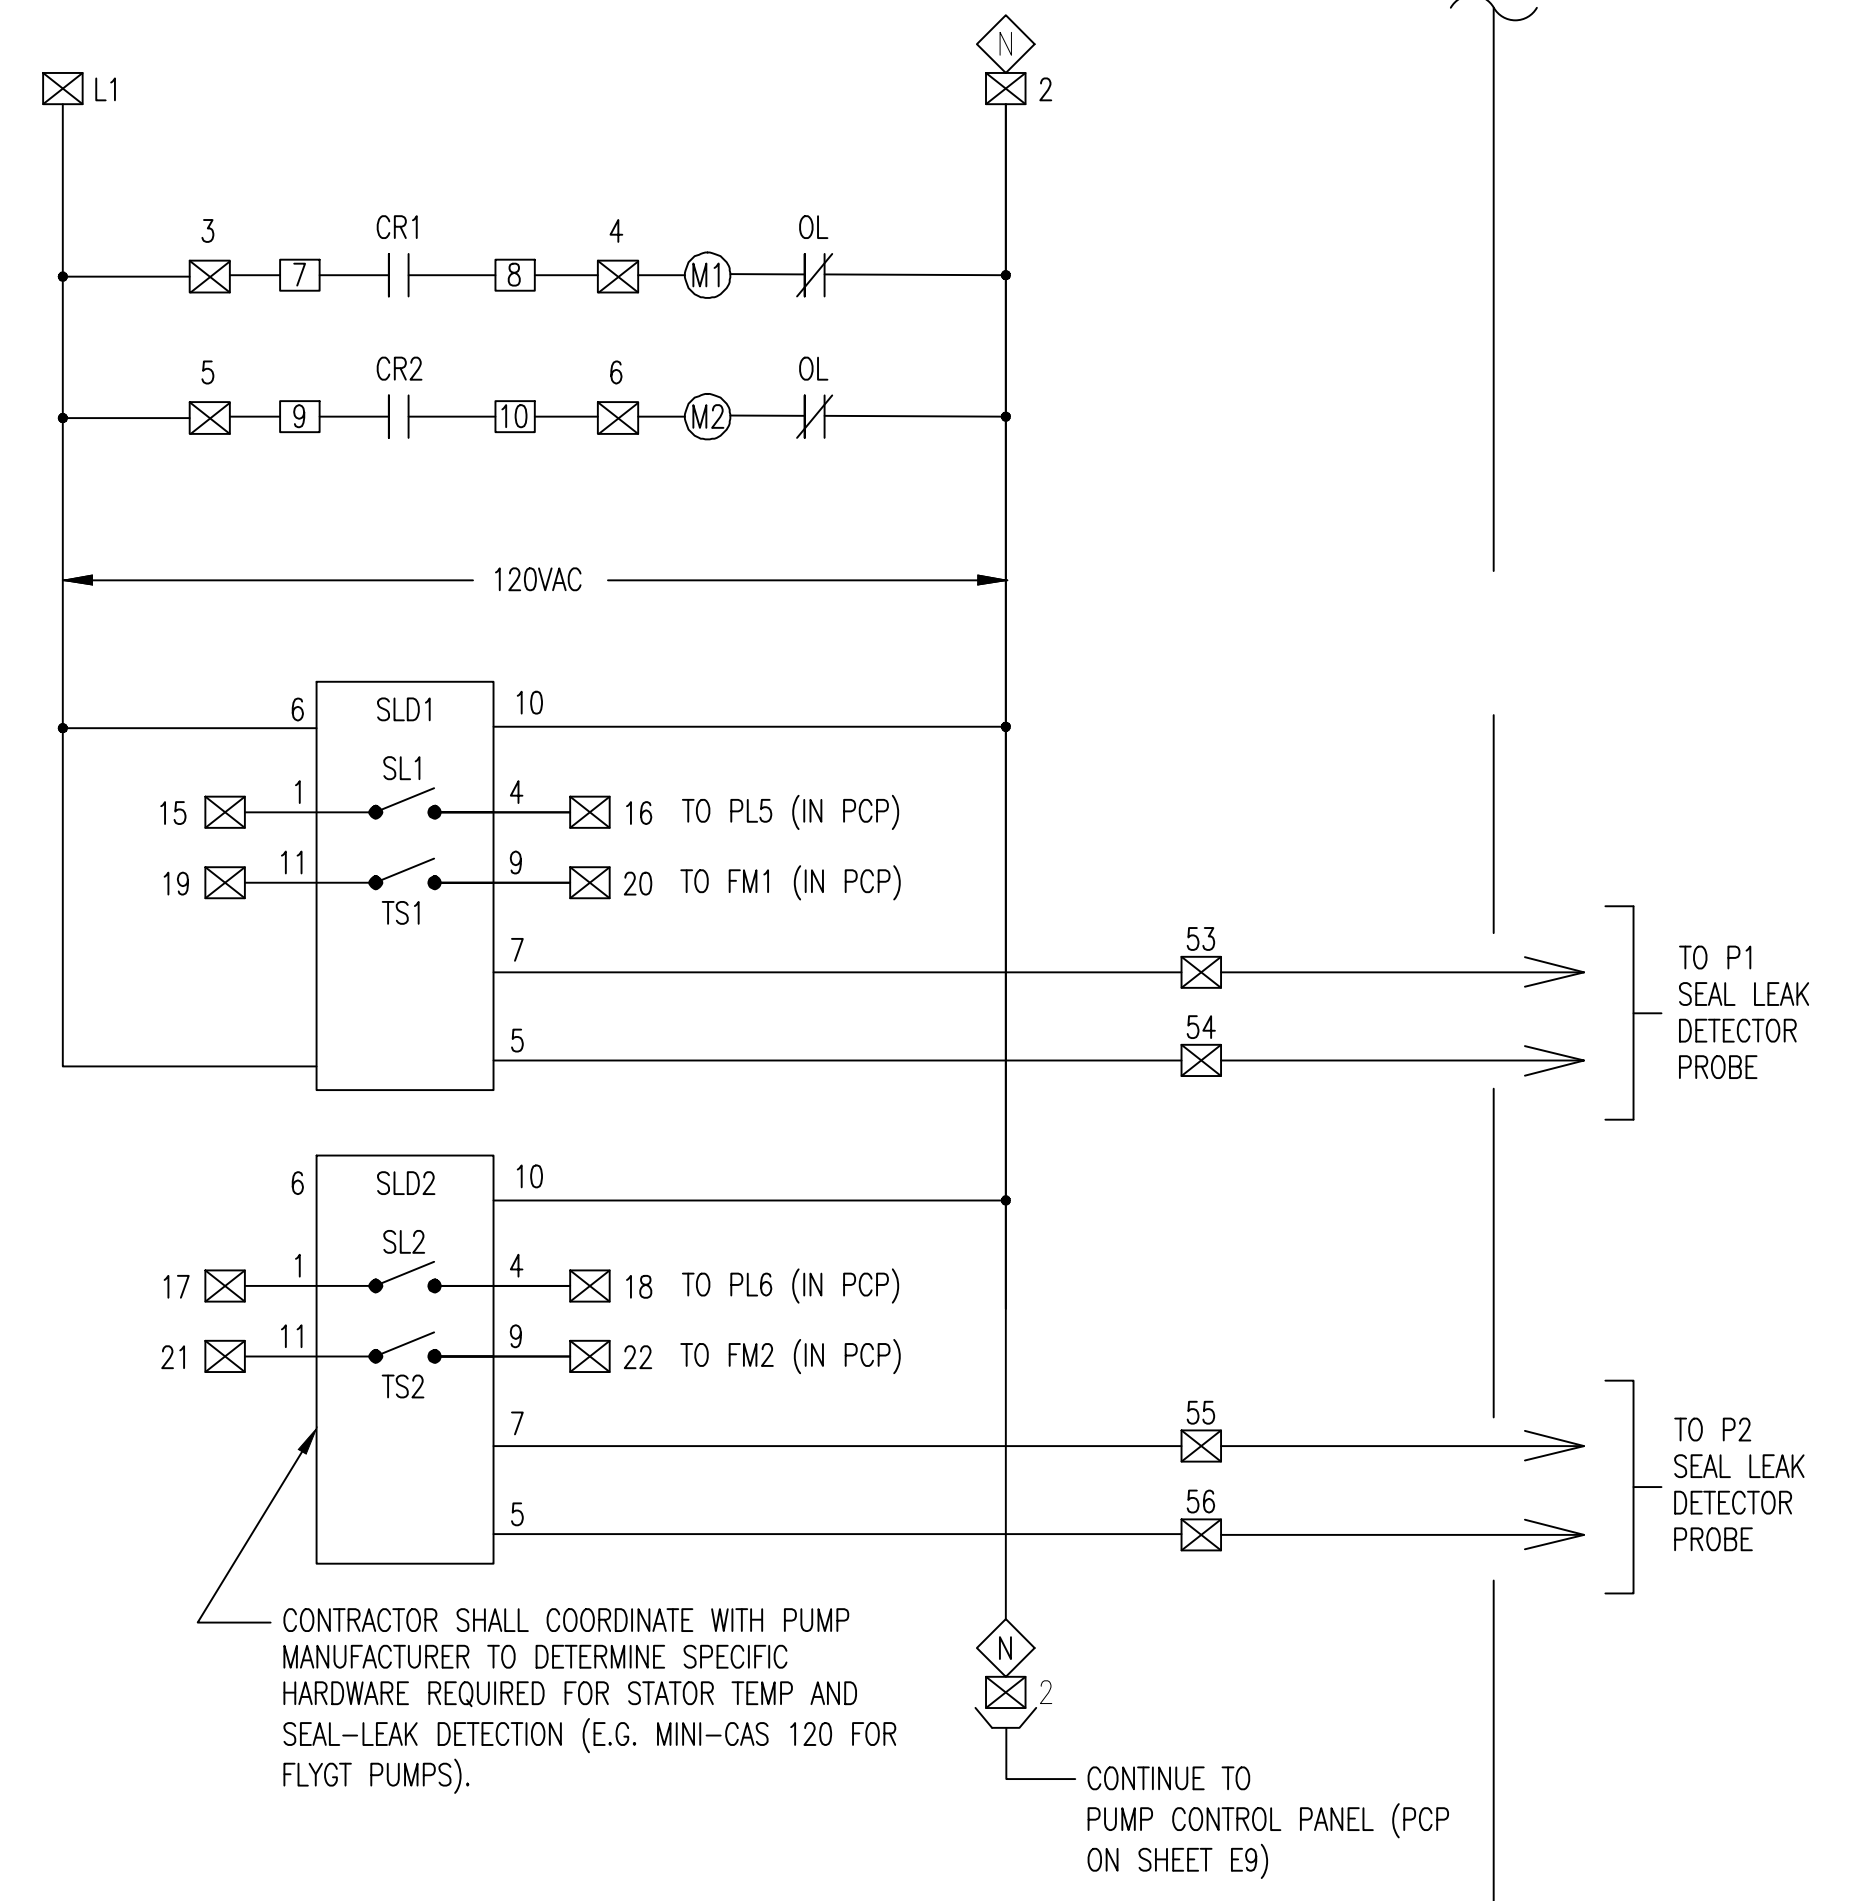 N
L1
2
3
7
CR1
8
4
M1
OL
5
9
CR2
10
6
M2
OL
120VAC
6
SLD1
10
SL1
15
1
4
16 TO PL5 (IN PCP)
19
11
9
20 TO FM1 (IN PCP)
TS1
7
53
5
54
TO P1
SEAL LEAK
DETECTOR
PROBE
6
SLD2
10
SL2
17
1
4
18 TO PL6 (IN PCP)
21
11
9
22 TO FM2 (IN PCP)
TS2
7
55
5
56
TO P2
SEAL LEAK
DETECTOR
PROBE
CONTRACTOR SHALL COORDINATE WITH PUMP
MANUFACTURER TO DETERMINE SPECIFIC
HARDWARE REQUIRED FOR STATOR TEMP AND
SEAL-LEAK DETECTION (E.G. MINI-CAS 120 FOR
FLYGT PUMPS).
N
2
CONTINUE TO
PUMP CONTROL PANEL (PCP
ON SHEET E9)